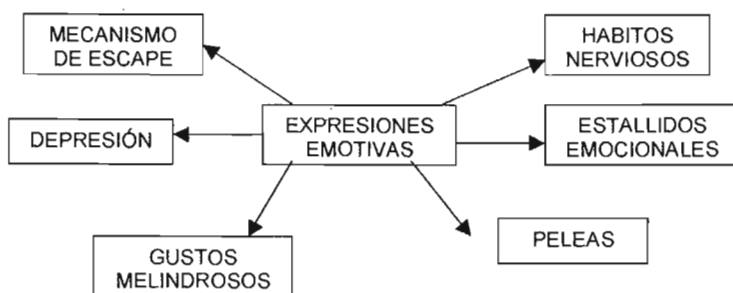 MECANISMO
DE ESCAPE
HABITOS
NERVIOSOS
DEPRESIÓN
EXPRESIONES
EMOTIVAS
ESTALLIDOS
EMOCIONALES
GUSTOS
MELINDROSOS
PELEAS